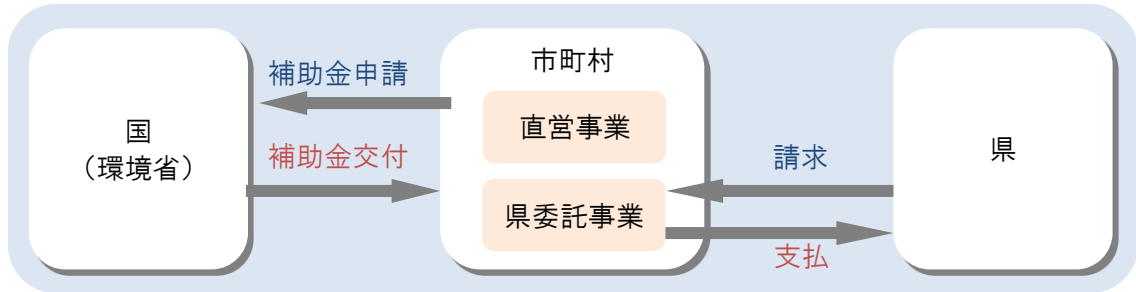 国
（環境省）
補助金申請
補助金交付
市町村
直営事業
県委託事業
請求
支払
県